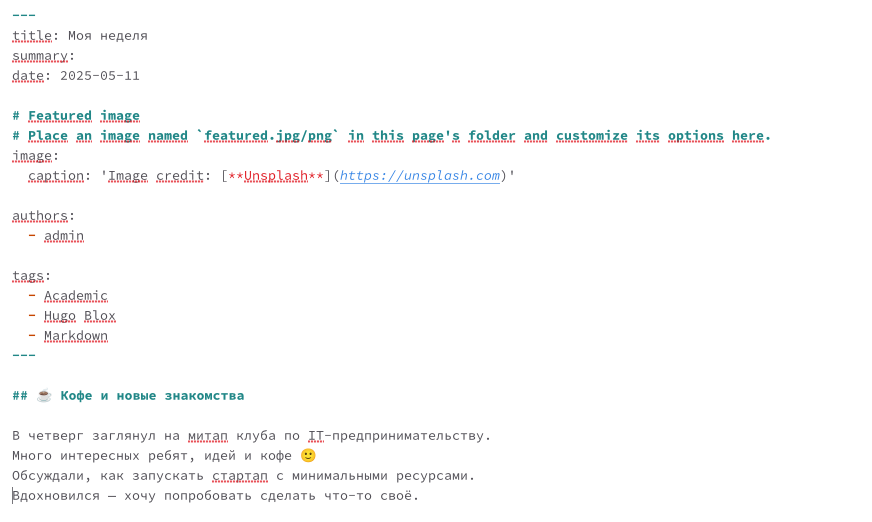 ---
title: Моя неделя
summary:
date: 2025-05-11

# Featured image
# Place an image named `featured.jpg/png` in this page's folder and customize its options here.
image:
  caption: 'Image credit: [**Unsplash**](https://unsplash.com)'

authors:
  - admin

tags:
  - Academic
  - Hugo Blox
  - Markdown
---

## ☕ Кофе и новые знакомства

В четверг заглянул на митап клуба по IT-предпринимательству.
Много интересных ребят, идей и кофе 🙂
Обсуждали, как запускать стартап с минимальными ресурсами.
Вдохновился — хочу попробовать сделать что-то своё.